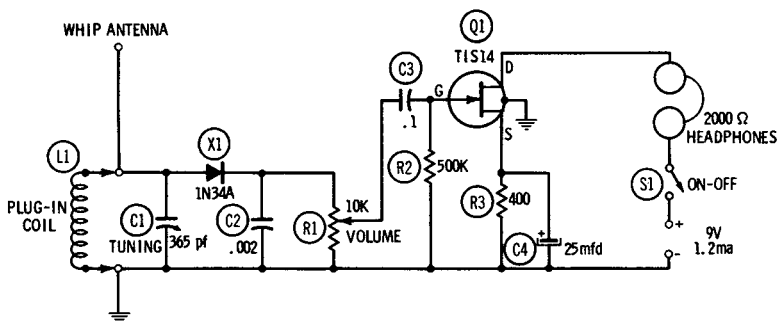 WHIP ANTENNA
Q1
TIS14
D
C3
G
.1
S
2000 Ω
HEADPHONES
L1
X1
1N34A
R2
500K
S1
ON-OFF
PLUG-IN
COIL
C1
TUNING
365 pf
C2
.002
R1
10K
VOLUME
R3
400
C4
+
25mfd
+
9V
1.2ma
-